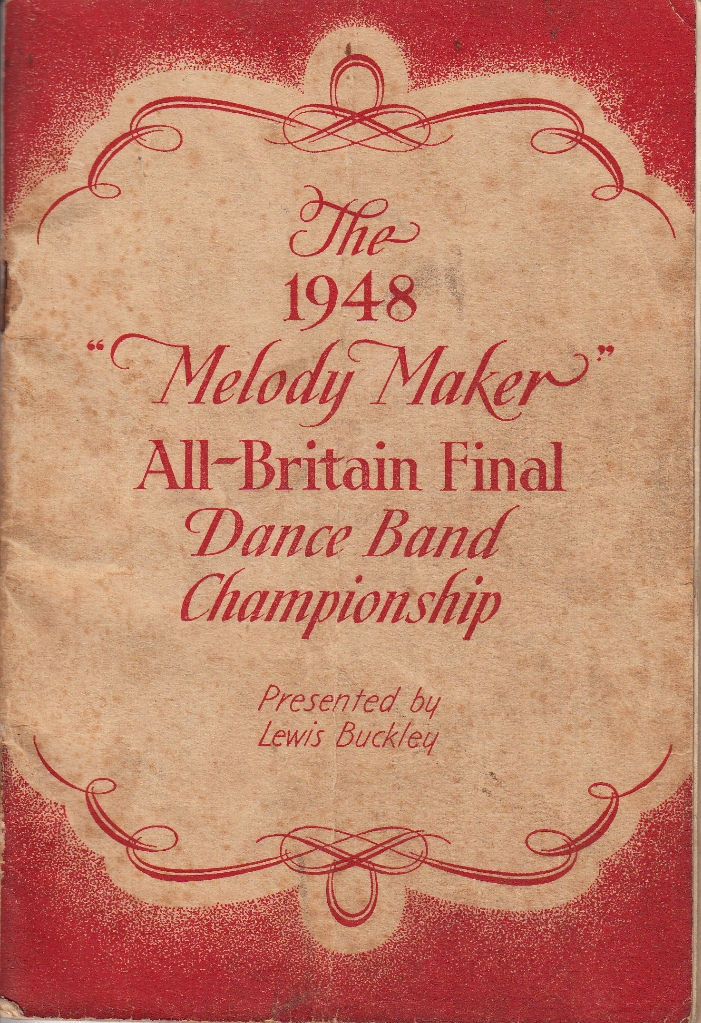 The
1948
“Melody Maker”
All-Britain Final
Dance Band
Championship
Presented by
Lewis Buckley